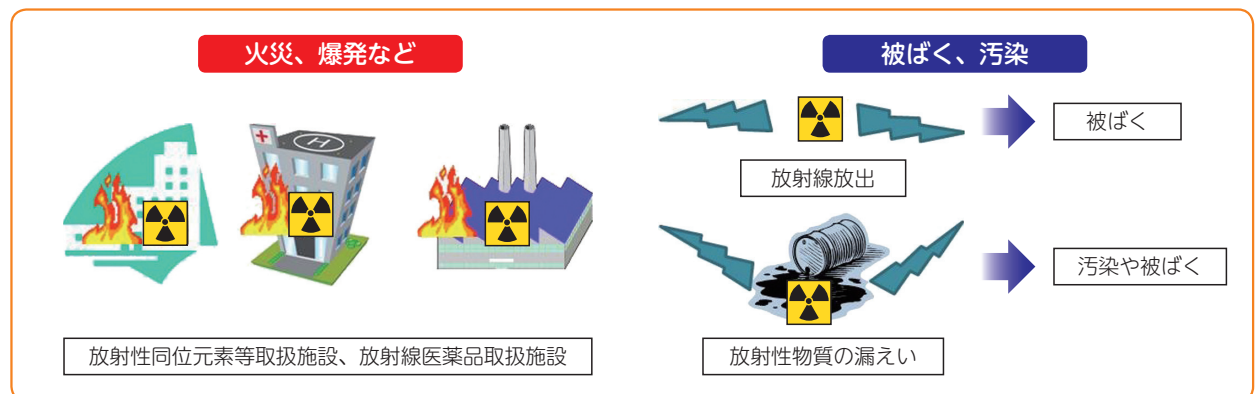 火災、爆発など
H
放射性同位元素等取扱施設、放射線医薬品取扱施設
被ばく、汚染
被ばく
放射線放出
汚染や被ばく
放射性物質の漏えい